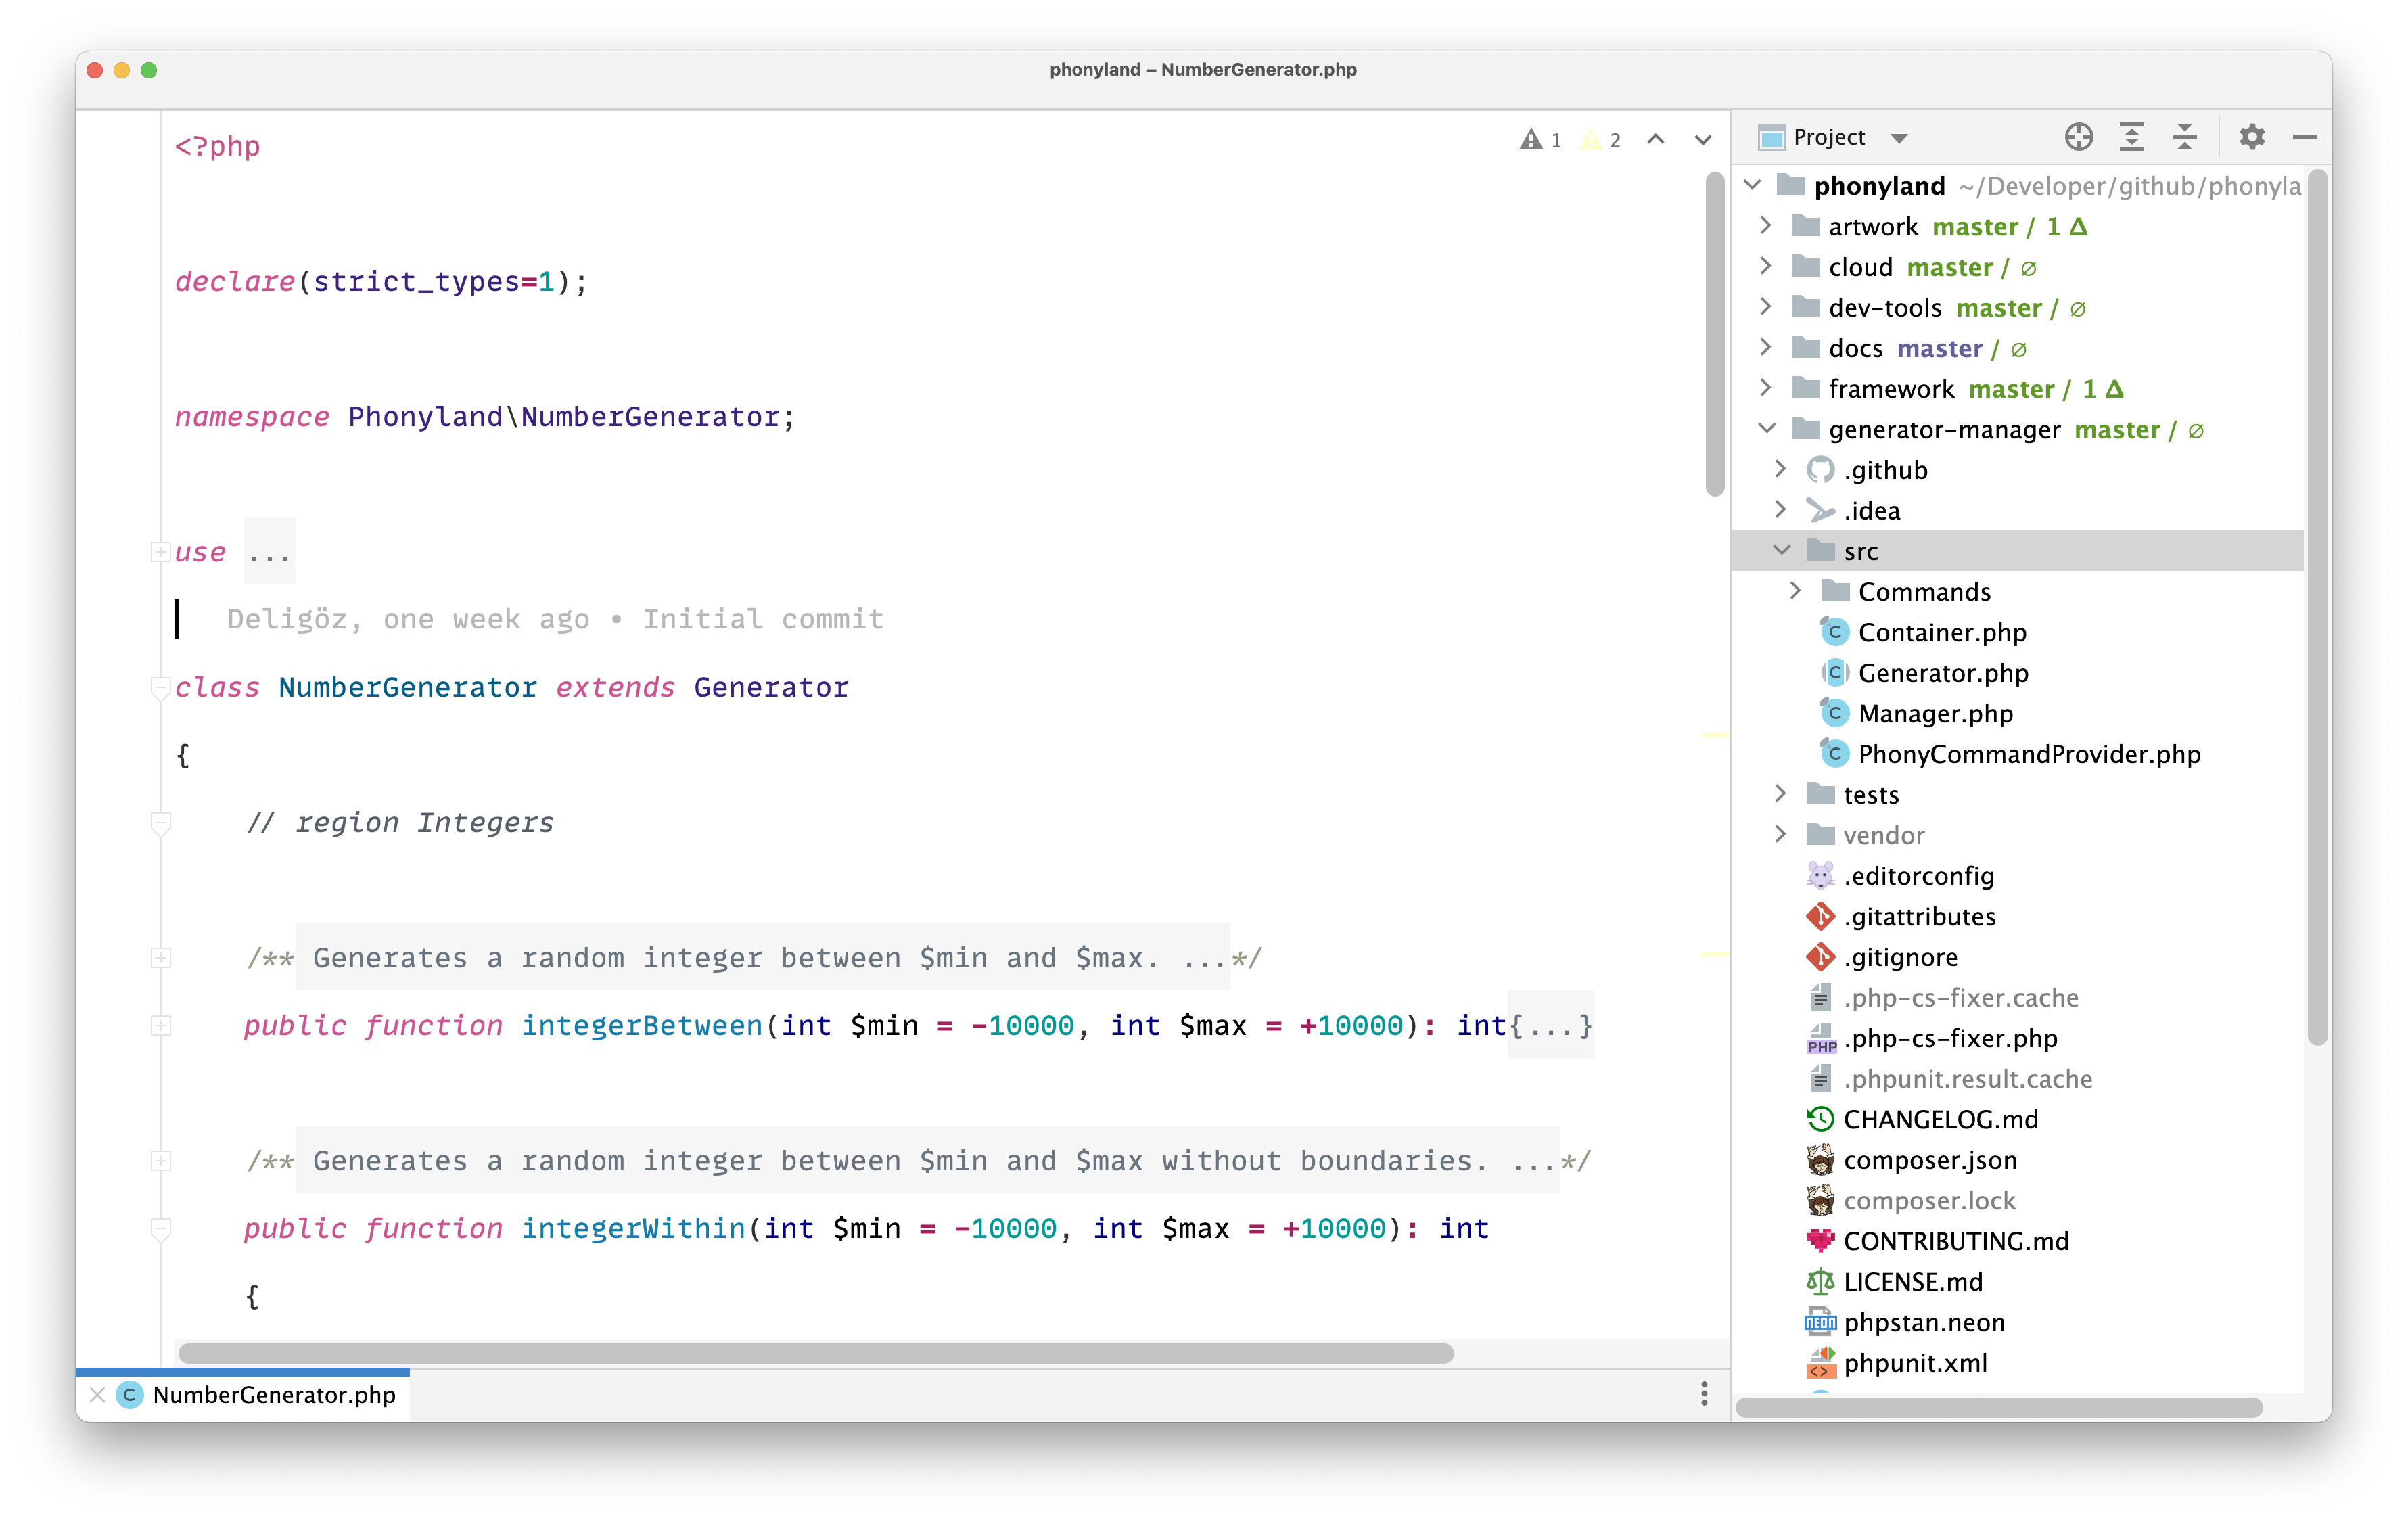 phonyland – NumberGenerator.php
<?php
1 2
declare(strict_types=1);
namespace Phonyland\NumberGenerator;
use ...
Deligöz, one week ago • Initial commit
class NumberGenerator extends Generator
{
// region Integers
/** Generates a random integer between $min and $max. ...*/
public function integerBetween(int $min = -10000, int $max = +10000): int{...}
/** Generates a random integer between $min and $max without boundaries. ...*/
public function integerWithin(int $min = -10000, int $max = +10000): int
{
C NumberGenerator.php
Project
phonyland ~/Developer/github/phonyla
artwork master / 1 Δ
cloud master / ∅
dev-tools master / ∅
docs master / ∅
framework master / 1 Δ
generator-manager master / ∅
.github
.idea
src
Commands
C Container.php
C Generator.php
C Manager.php
C PhonyCommandProvider.php
tests
vendor
.editorconfig
.gitattributes
.gitignore
.php-cs-fixer.cache
PHP .php-cs-fixer.php
.phpunit.result.cache
CHANGELOG.md
composer.json
composer.lock
CONTRIBUTING.md
LICENSE.md
NEON phpstan.neon
<> phpunit.xml